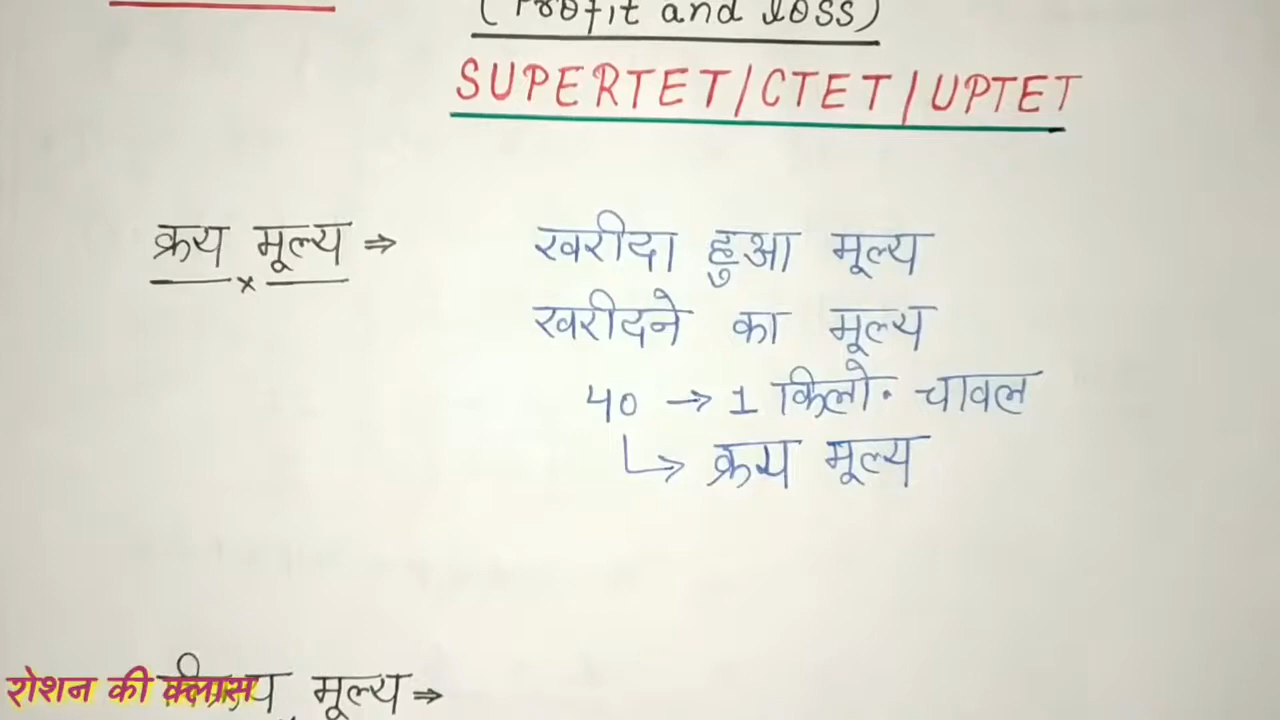 (Profit and loss)
SUPERTET/CTET/UPTET
क्रय मूल्य ⇒ खरीदा हुआ मूल्य
खरीदने का मूल्य
40 → 1 किलो. चावल
↳ क्रय मूल्य
मूल्य ⇒
रोशन की क्लास